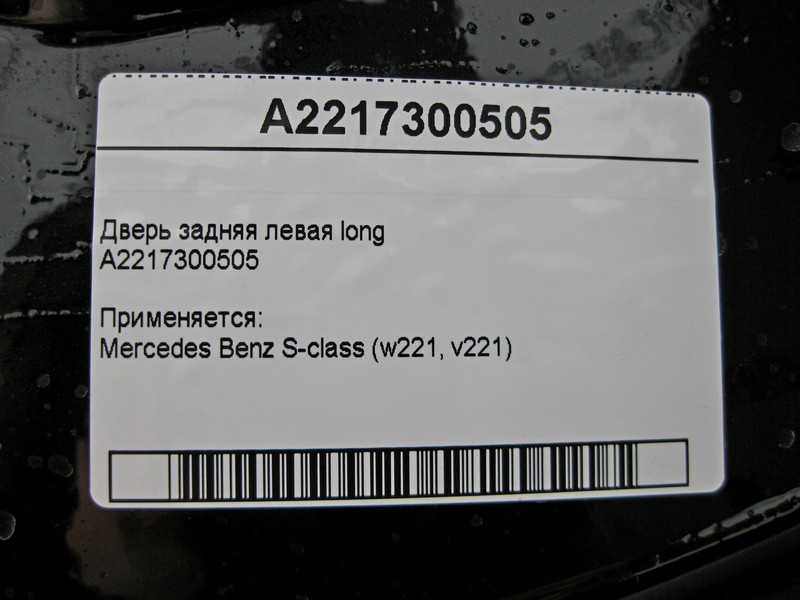 A2217300505
Дверь задняя левая long
A2217300505
Применяется:
Mercedes Benz S-class (w221, v221)